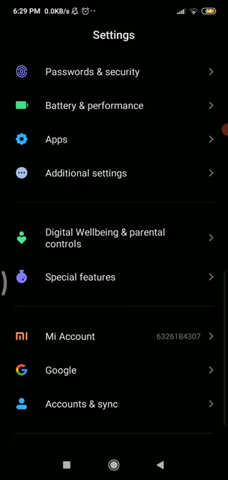 6:29 PM 0.0KB/s
Settings
Passwords & security
Battery & performance
Apps
Additional settings
Digital Wellbeing & parental
controls
Special features
Mi Account 6326184307
Google
Accounts & sync